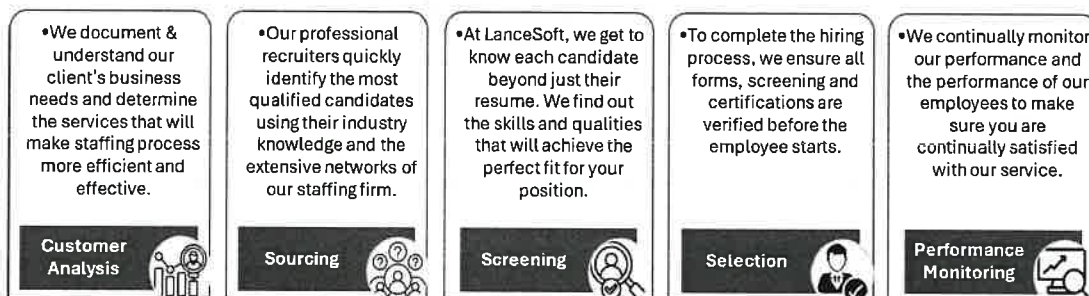 •We document &
understand our
client's business
needs and determine
the services that will
make staffing process
more efficient and
effective.
Customer
Analysis
•Our professional
recruiters quickly
identify the most
qualified candidates
using their industry
knowledge and the
extensive networks of
our staffing firm.
Sourcing
•At LanceSoft, we get to
know each candidate
beyond just their
resume. We find out
the skills and qualities
that will achieve the
perfect fit for your
position.
Screening
•To complete the hiring
process, we ensure all
forms, screening and
certifications are
verified before the
employee starts.
Selection
•We continually monitor
our performance and
the performance of our
employees to make
sure you are
continually satisfied
with our service.
Performance
Monitoring